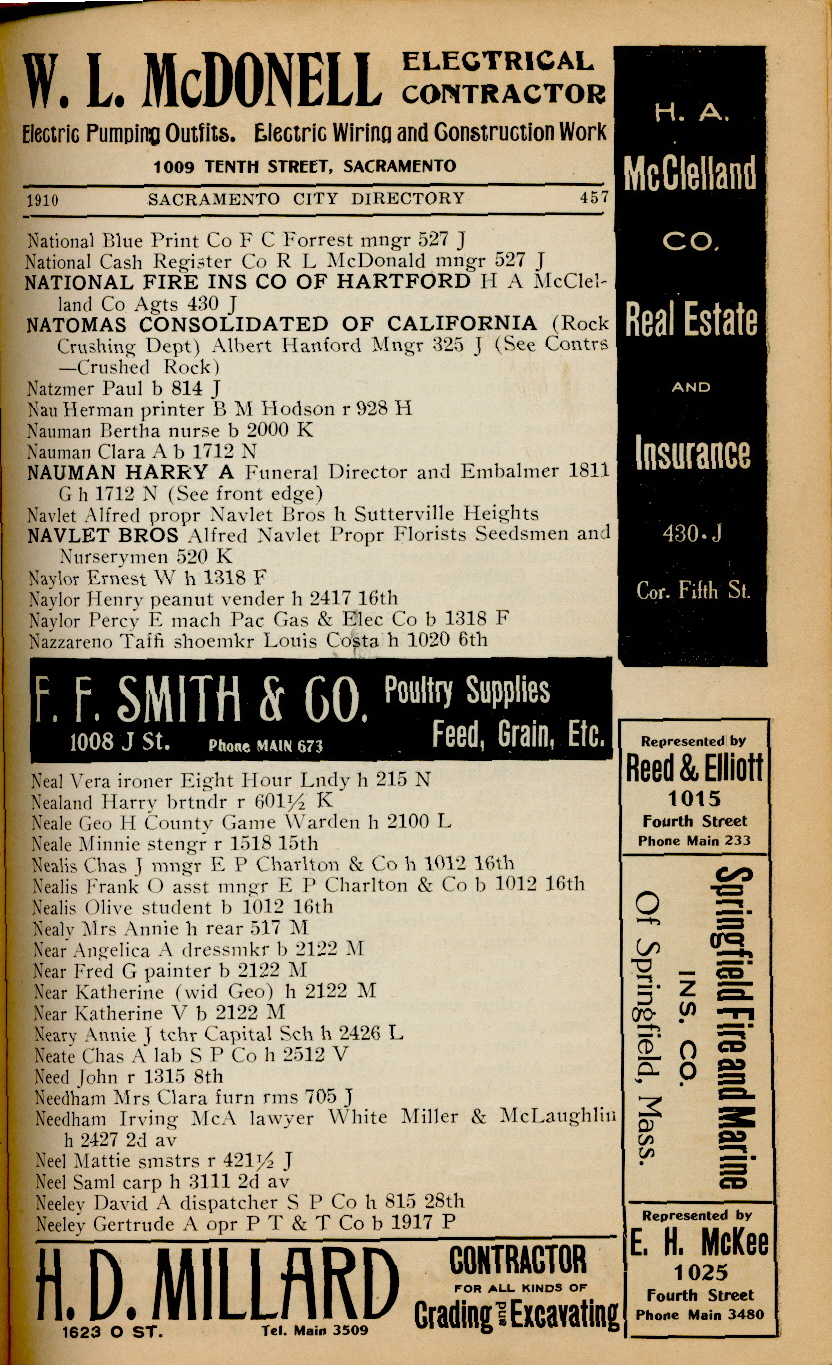 W. L. McDONELL ELECTRICAL CONTRACTOR
Electric Pumping Outfits. Electric Wiring and Construction Work
1009 TENTH STREET, SACRAMENTO
1910 SACRAMENTO CITY DIRECTORY 457
National Blue Print Co F C Forrest mngr 527 J
National Cash Register Co R L McDonald mngr 527 J
NATIONAL FIRE INS CO OF HARTFORD H A McClel-
land Co Agts 430 J
NATOMAS CONSOLIDATED OF CALIFORNIA (Rock
Crushing Dept) Albert Hanford Mngr 325 J (See Contrs
—Crushed Rock)
Natzmer Paul b 814 J
Nau Herman printer B M Hodson r 928 H
Nauman Bertha nurse b 2000 K
Nauman Clara A b 1712 N
NAUMAN HARRY A Funeral Director and Embalmer 1811
G h 1712 N (See front edge)
Navlet Alfred propr Navlet Bros h Sutterville Heights
NAVLET BROS Alfred Navlet Propr Florists Seedsmen and
Nurserymen 520 K
Naylor Ernest W h 1318 F
Naylor Henry peanut vender h 2417 16th
Naylor Percy E mach Pac Gas & Elec Co b 1318 F
Nazzareno Taffi shoemkr Louis Costa h 1020 6th
F. F. SMITH & CO. Poultry Supplies
1008 J St. Phone MAIN 673 Feed, Grain, Etc.
Neal Vera ironer Eight Hour Lndy h 215 N
Nealand Harry brtndr r 601½ K
Neale Geo H County Game Warden h 2100 L
Neale Minnie stengr r 1518 15th
Nealis Chas J mngr E P Charlton & Co h 1012 16th
Nealis Frank O asst mngr E P Charlton & Co b 1012 16th
Nealis Olive student b 1012 16th
Nealy Mrs Annie h rear 517 M
Near Angelica A dressmkr b 2122 M
Near Fred G painter b 2122 M
Near Katherine (wid Geo) h 2122 M
Near Katherine V b 2122 M
Neary Annie J tchr Capital Sch h 2426 L
Neate Chas A lab S P Co h 2512 V
Need John r 1315 8th
Needham Mrs Clara furn rms 705 J
Needham Irving McA lawyer White Miller & McLaughlin
h 2427 2d av
Neel Mattie smstrs r 421½ J
Neel Saml carp h 3111 2d av
Neeley David A dispatcher S P Co h 815 28th
Neeley Gertrude A opr P T & T Co b 1917 P
H. D. MILLARD
1623 O ST. Tel. Main 3509
CONTRACTOR
FOR ALL KINDS OF
Grading and Excavating
H. A.
McClelland
CO.
Real Estate
AND
Insurance
430 · J
Cor. Fifth St.
Represented by
Reed & Elliott
1015
Fourth Street
Phone Main 233
Springfield Fire and Marine
INS. CO.
Of Springfield, Mass.
Represented by
E. H. McKee
1025
Fourth Street
Phone Main 3480